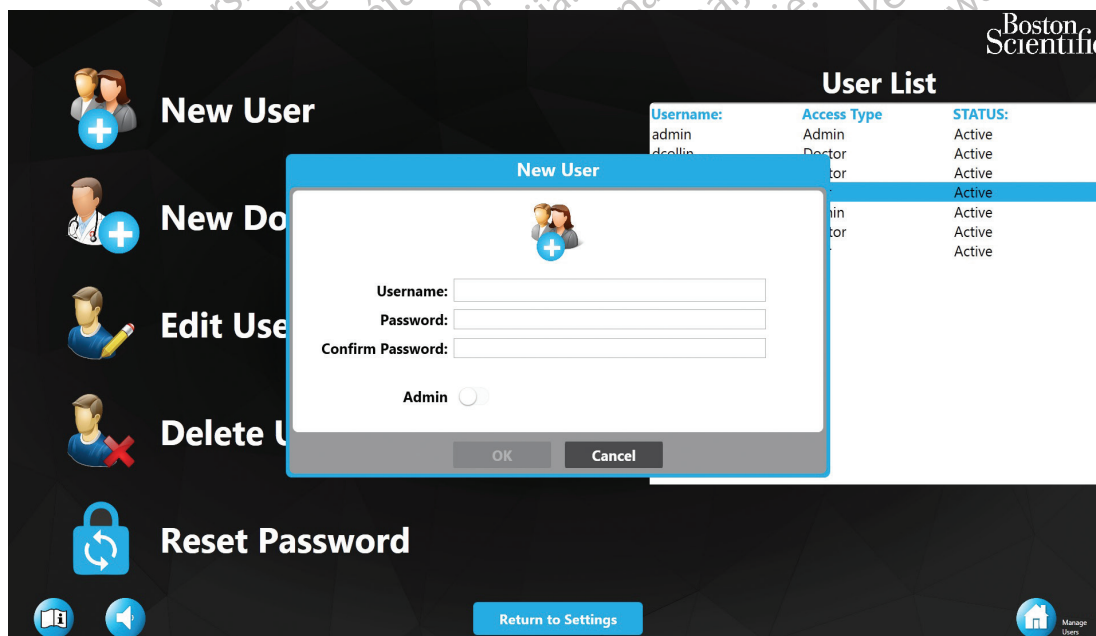 Boston
Scientific
User List
New User
Username: Access Type STATUS:
admin Admin Active
dcollin Doctor Active
Active
Active
Active
Active
Active
New User
New Do
Username:
Password:
Edit Use
Confirm Password:
Admin
Delete U
OK Cancel
Reset Password
Return to Settings
Manage
Users